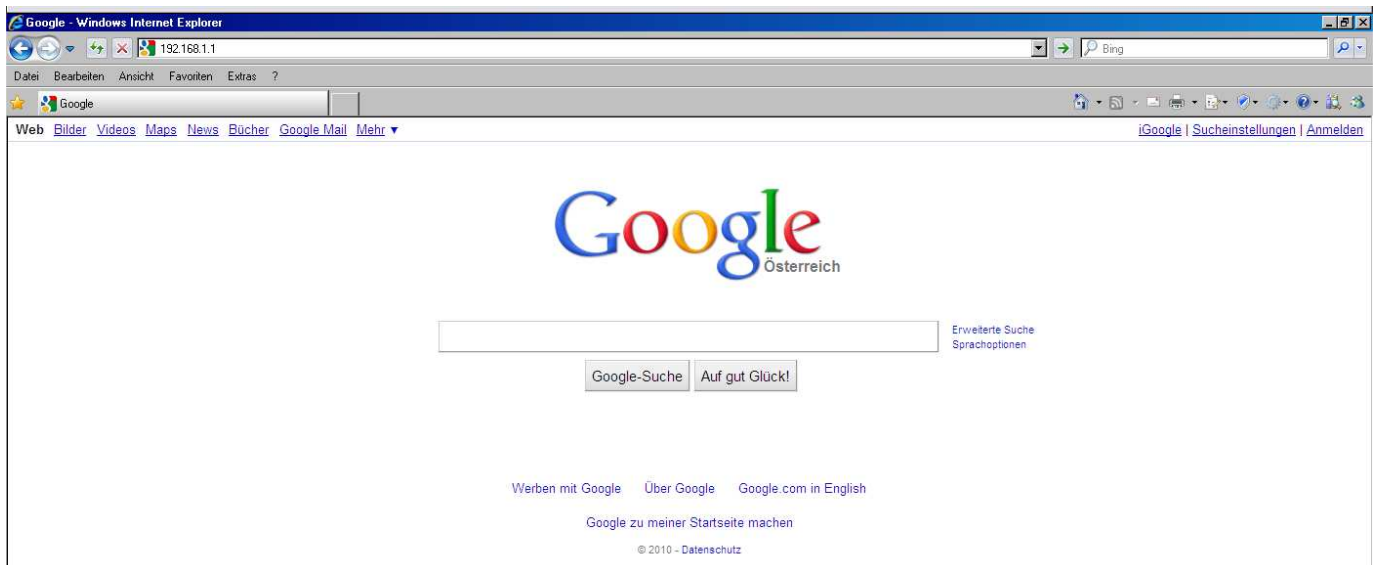 Google - Windows Internet Explorer
192.168.1.1
Bing
Datei Bearbeiten Ansicht Favoriten Extras ?
Google
Web Bilder Videos Maps News Bücher Google Mail Mehr ▼
iGoogle | Sucheinstellungen | Anmelden
Google
Österreich
Erweiterte Suche
Sprachoptionen
Google-Suche Auf gut Glück!
Werben mit Google Über Google Google.com in English
Google zu meiner Startseite machen
© 2010 - Datenschutz